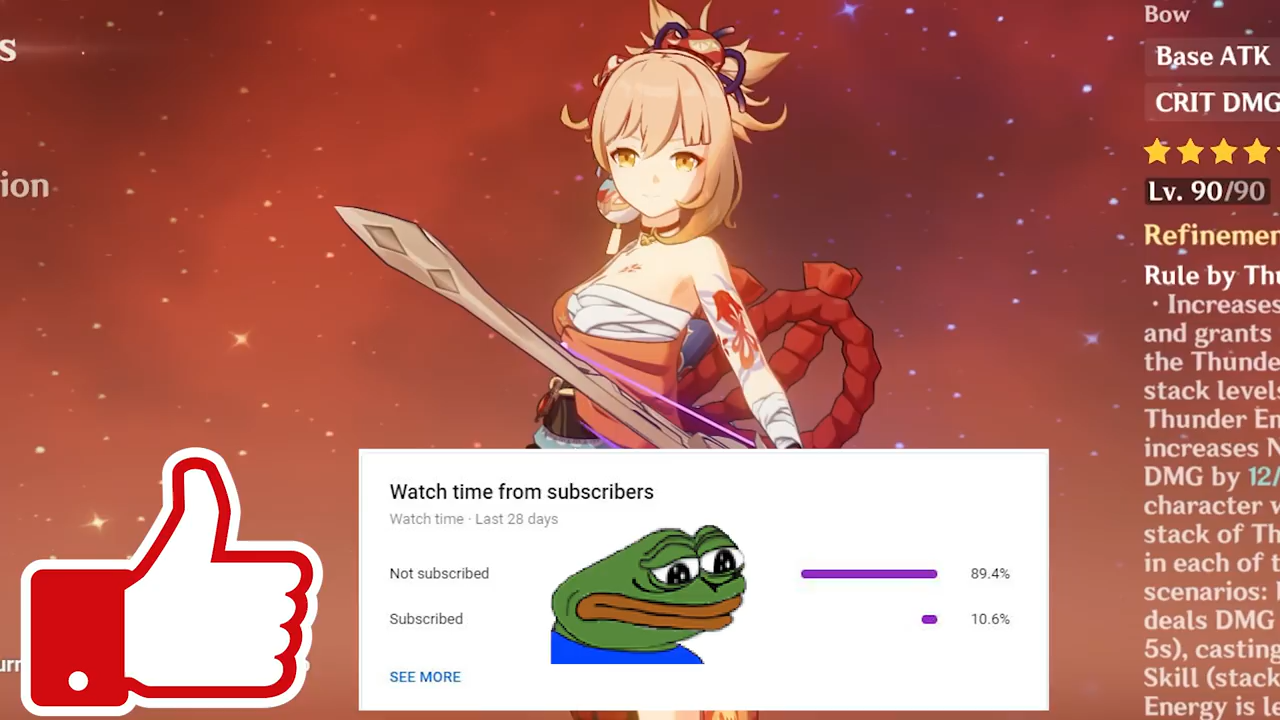 s
ion
urr
Bow
Base ATK
CRIT DMG
Lv. 90/90
Refinemen
Rule by Thu
· Increases
and grants
the Thunde
stack levels
Thunder Em
increases N
DMG by 12/
character w
stack of Th
in each of t
scenarios:
deals DMG
5s), casting
Skill (stack
Energy is le
Watch time from subscribers
Watch time · Last 28 days
Not subscribed 89.4%
Subscribed 10.6%
SEE MORE